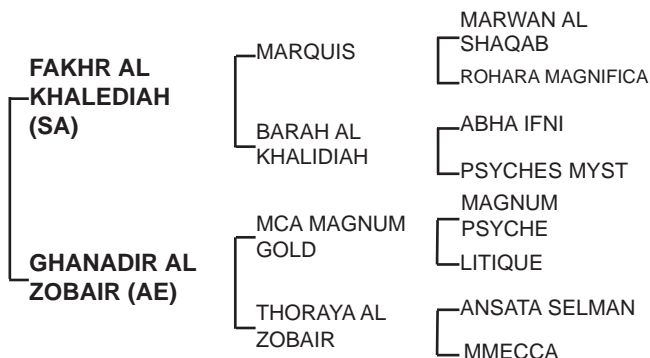 FAKHR AL
KHALEDIAH
(SA)
GHANADIR AL
ZOBAIR (AE)
MARQUIS
BARAH AL
KHALIDIAH
MCA MAGNUM
GOLD
THORAYA AL
ZOBAIR
MARWAN AL
SHAQAB
ROHARA MAGNIFICA
ABHA IFNI
PSYCHES MYST
MAGNUM
PSYCHE
LITIQUE
ANSATA SELMAN
MMECCA